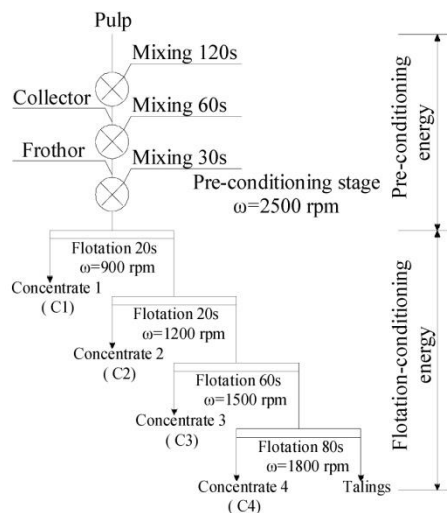 Pulp
Mixing 120s
Collector
Mixing 60s
Frothor
Mixing 30s
Pre-conditioning stage
ω=2500 rpm
Pre-conditioning
energy
Flotation 20s
ω=900 rpm
Concentrate 1
( C1)
Flotation 20s
ω=1200 rpm
Concentrate 2
( C2)
Flotation 60s
ω=1500 rpm
Concentrate 3
( C3)
Flotation 80s
ω=1800 rpm
Concentrate 4
(C4)
Talings
Flotation-conditioning
energy